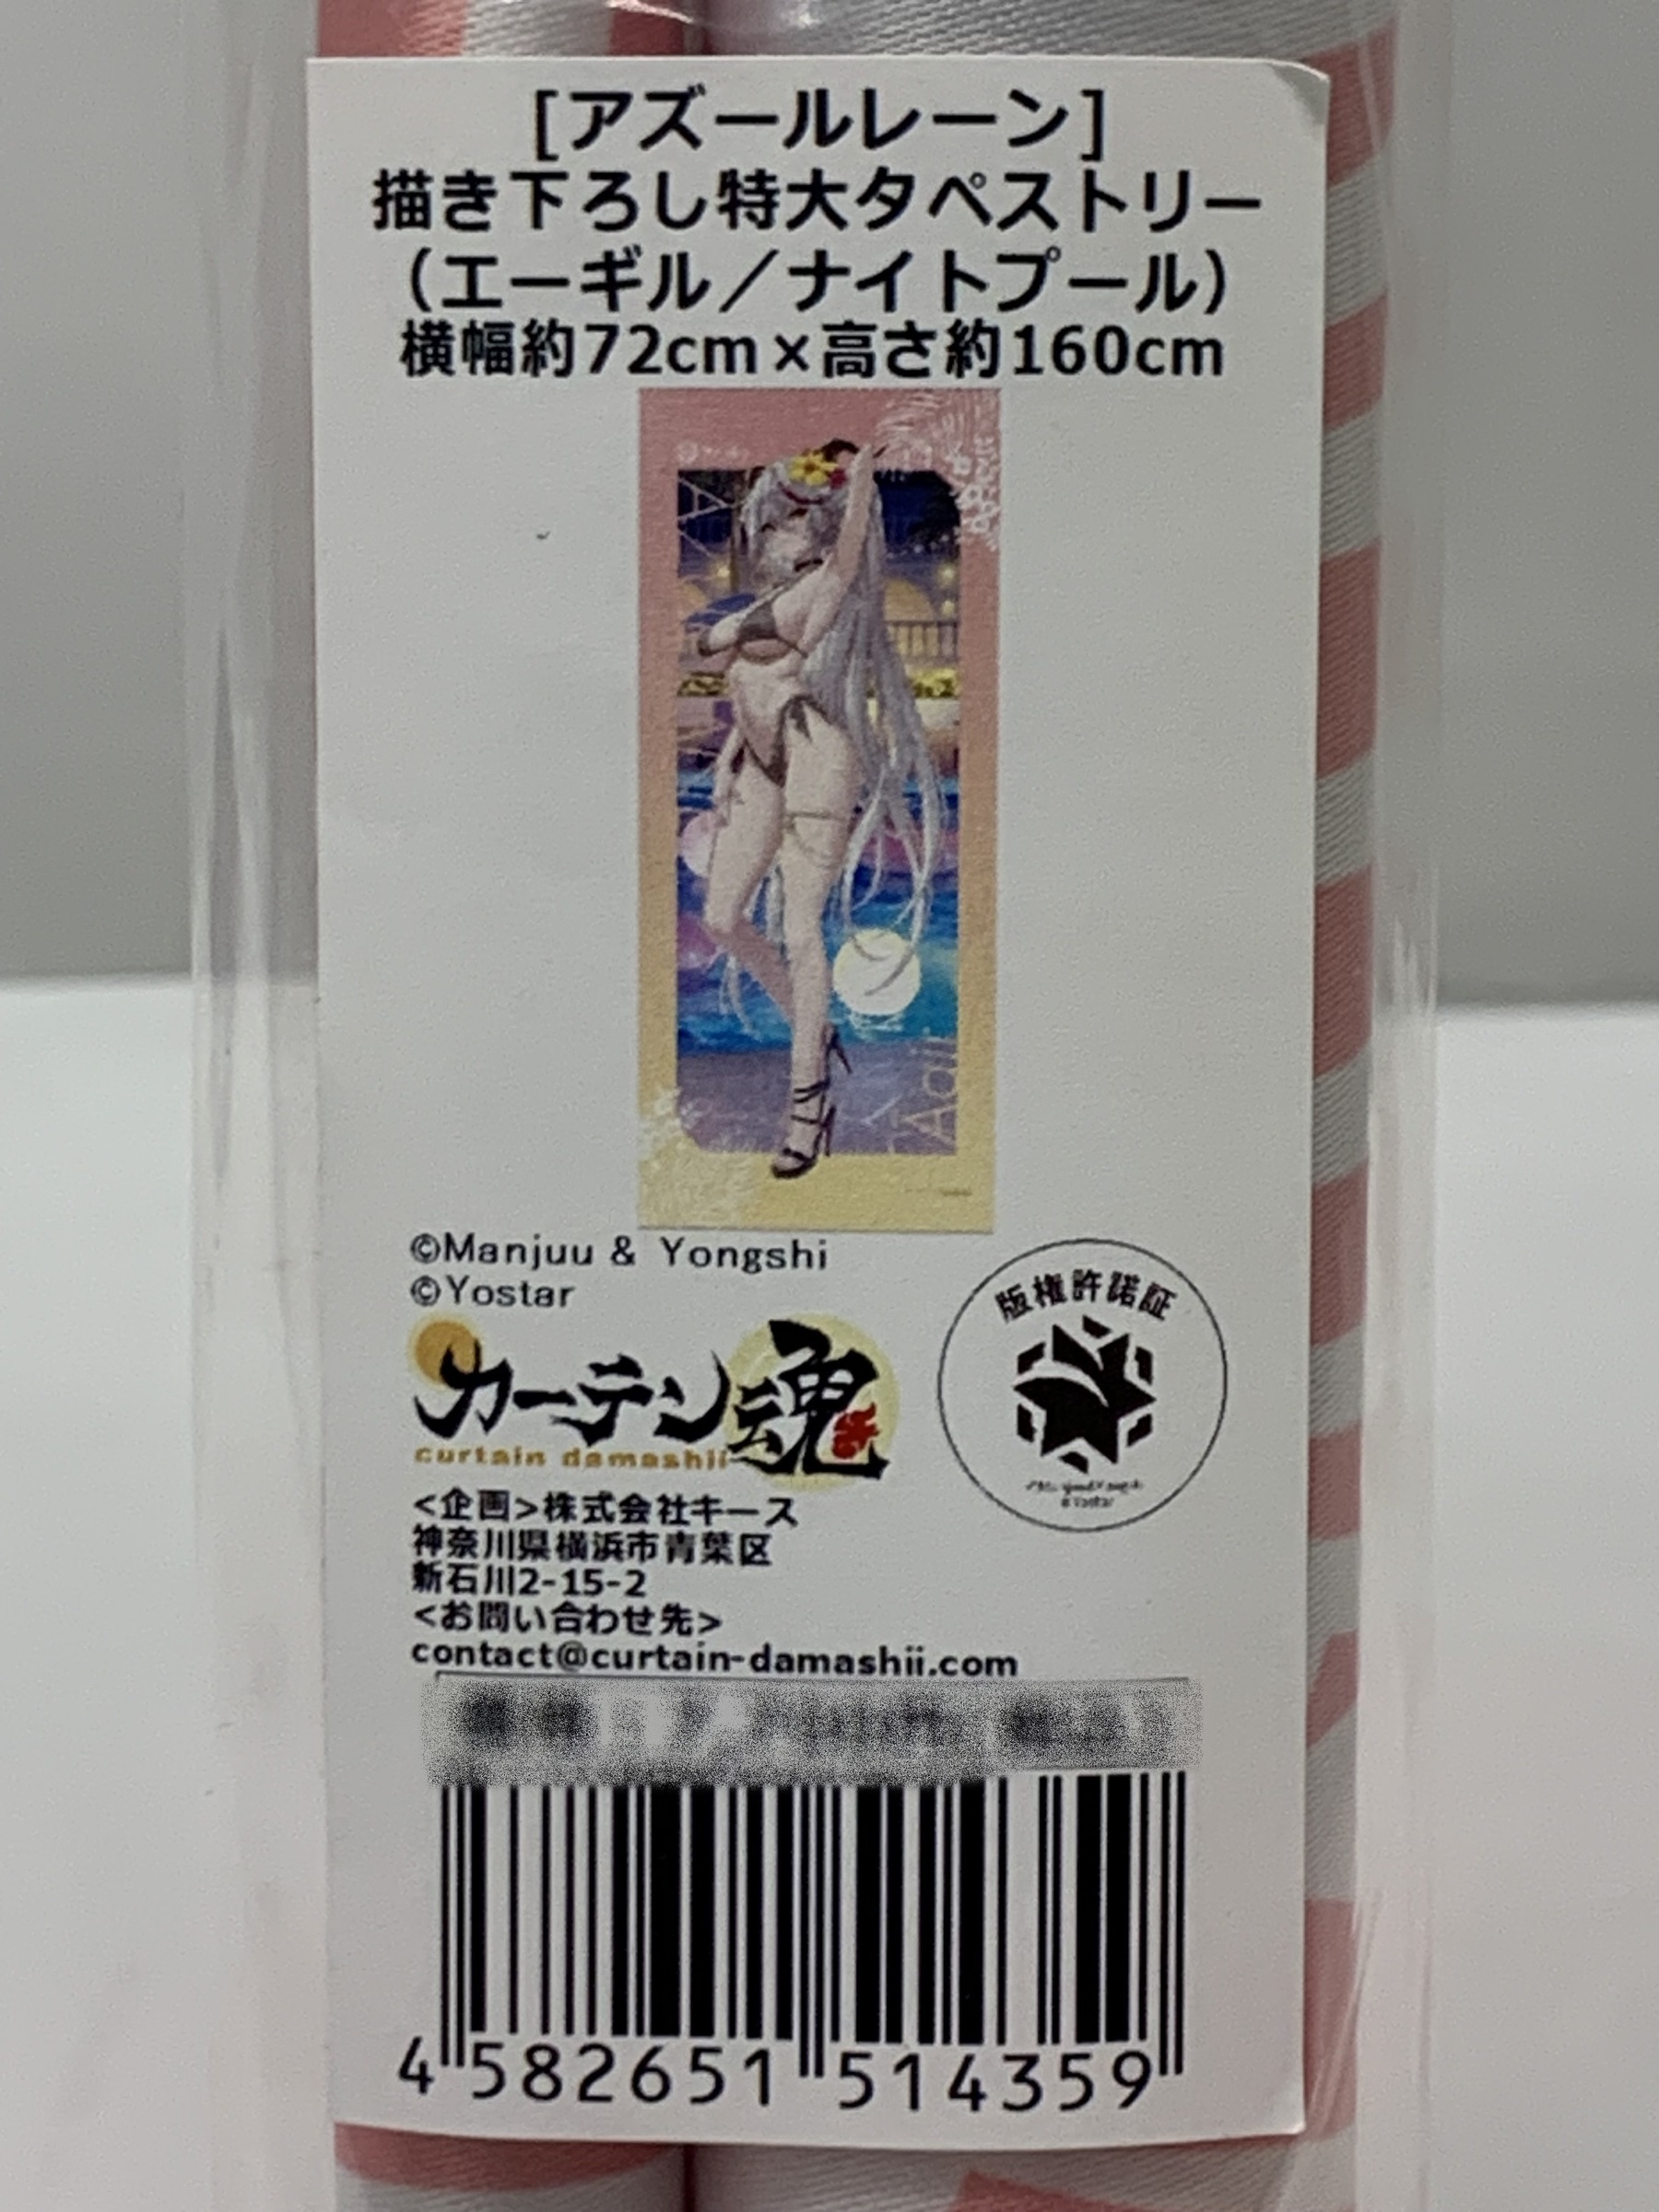 [アズールレーン]
描き下ろし特大タペストリー
（エーギル／ナイトプール）
横幅約72cm×高さ約160cm
©Manjuu & Yongshi
©Yostar
版権許諾証
カーテン魂
curtain damashii
<企画>株式会社キース
神奈川県横浜市青葉区
新石川2-15-2
<お問い合わせ先>
contact@curtain-damashii.com
4 582651 514359